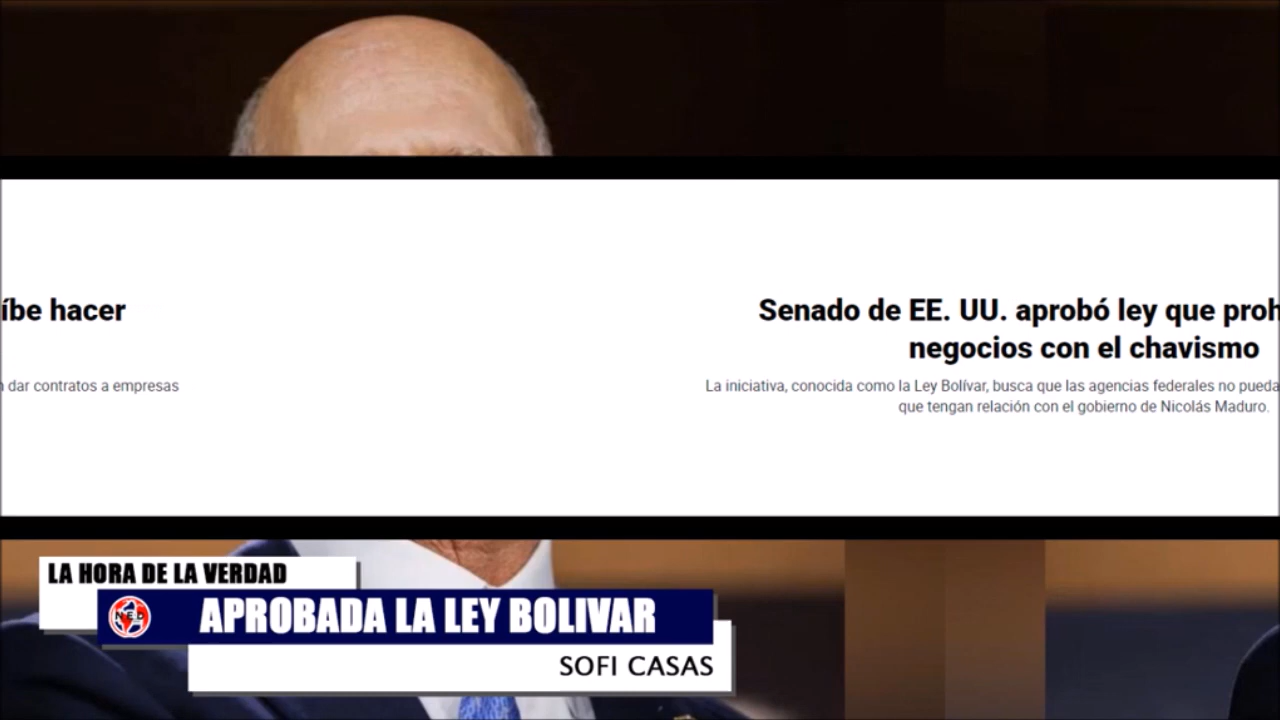 íbe hacer
Senado de EE. UU. aprobó ley que proh
negocios con el chavismo
dar contratos a empresas
La iniciativa, conocida como la Ley Bolívar, busca que las agencias federales no pueda
que tengan relación con el gobierno de Nicolás Maduro.
LA HORA DE LA VERDAD
APROBADA LA LEY BOLIVAR
SOFI CASAS